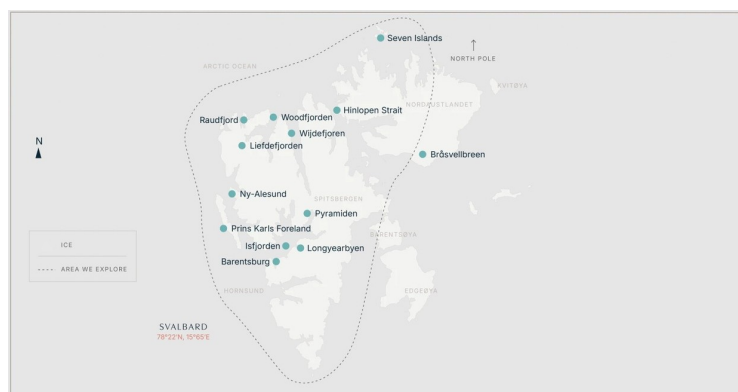 Seven Islands
NORTH POLE
ARCTIC OCEAN
KVITØYA
NORDAUSTLANDET
Hinlopen Strait
Woodfjorden
Raudfjord
Wijdefjoren
Liefdefjorden
Bråsvellbreen
N
Ny-Alesund
SPITSBERGEN
Pyramiden
Prins Karls Foreland
BARENTSØYA
Isfjorden
Longyearbyen
Barentsburg
ICE
AREA WE EXPLORE
HORNSUND
EDGEØYA
SVALBARD
78°22'N, 15°65'E